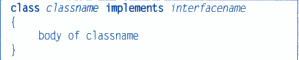 class classname implements interfacename
{
body of classname
}